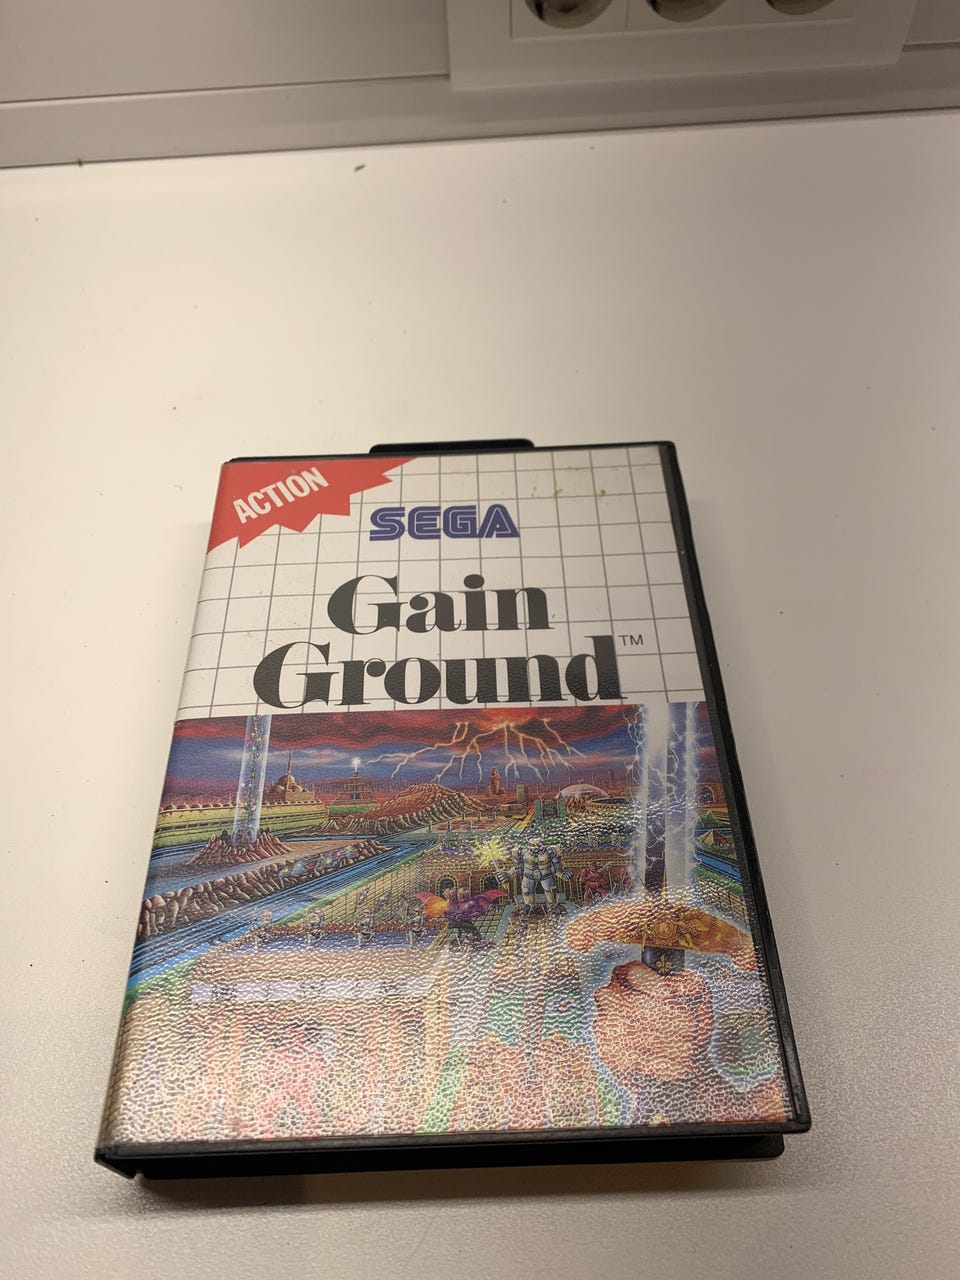 ACTION
SEGA
Gain
Ground™